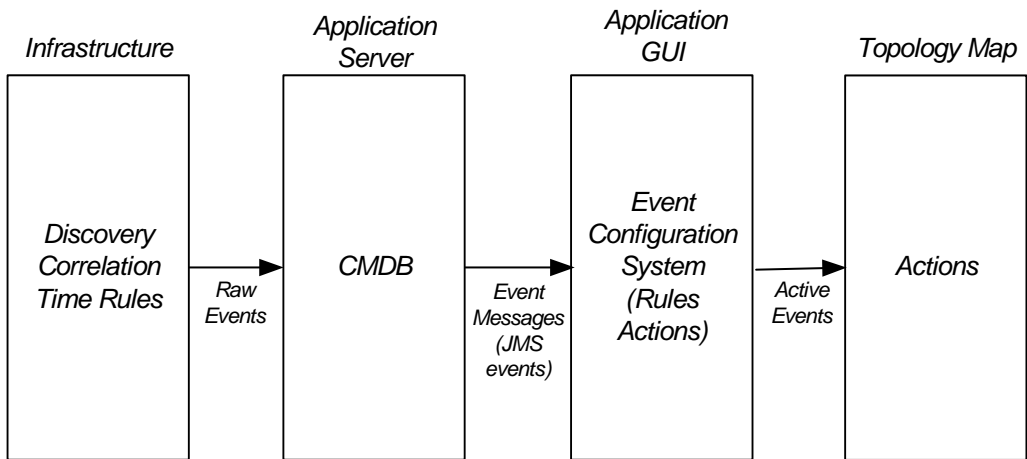 Infrastructure
Application
Server
Application
GUI
Topology Map
Discovery
Correlation
Time Rules
Raw
Events
CMDB
Event
Messages
(JMS
events)
Event
Configuration
System
(Rules
Actions)
Active
Events
Actions